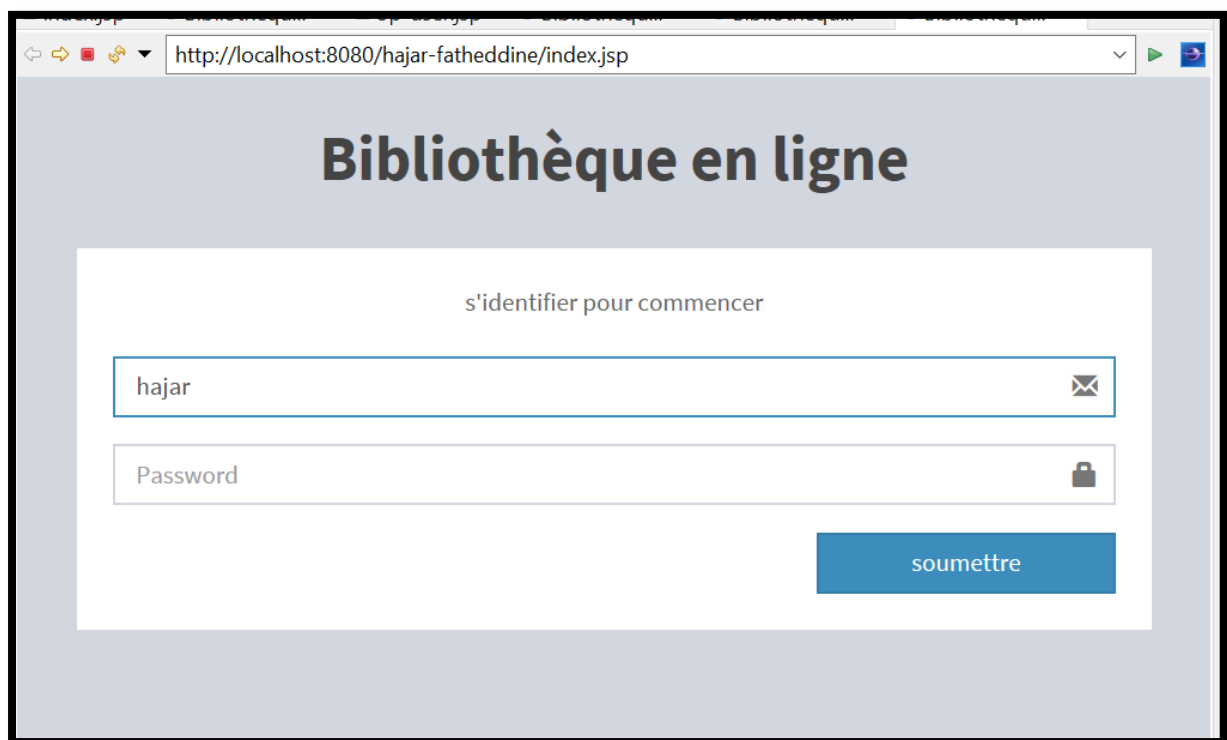 http://localhost:8080/hajar-fatheddine/index.jsp
Bibliothèque en ligne
s'identifier pour commencer
hajar
Password
soumettre